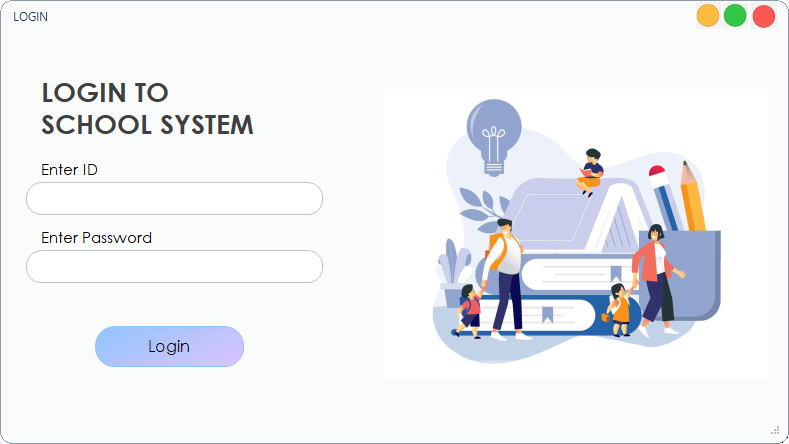 LOGIN
LOGIN TO
SCHOOL SYSTEM
Enter ID
Enter Password
Login